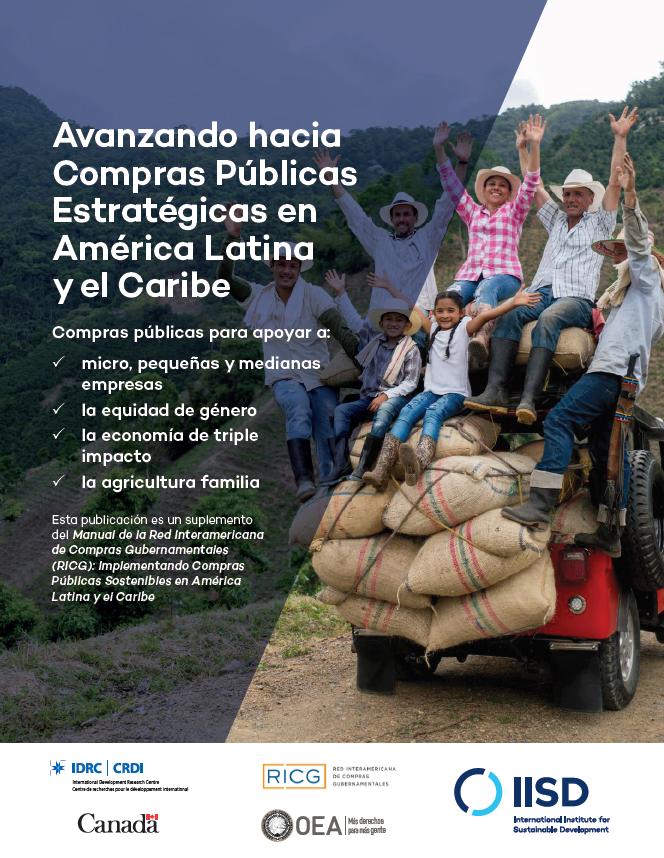 Avanzando hacia
Compras Públicas
Estratégicas en
América Latina
y el Caribe
Compras públicas para apoyar a:
✓ micro, pequeñas y medianas
empresas
✓ la equidad de género
✓ la economía de triple
impacto
✓ la agricultura familia
Esta publicación es un suplemento
del Manual de la Red Interamericana
de Compras Gubernamentales
(RICG): Implementando Compras
Públicas Sostenibles en América
Latina y el Caribe
IDRC | CRDI
International Development Research Centre
Centre de recherches pour le développement international
Canada
RICG
RED INTERAMERICANA
DE COMPRAS
GUBERNAMENTALES
OEA
Más derechos
para más gente
IISD
International Institute for
Sustainable Development